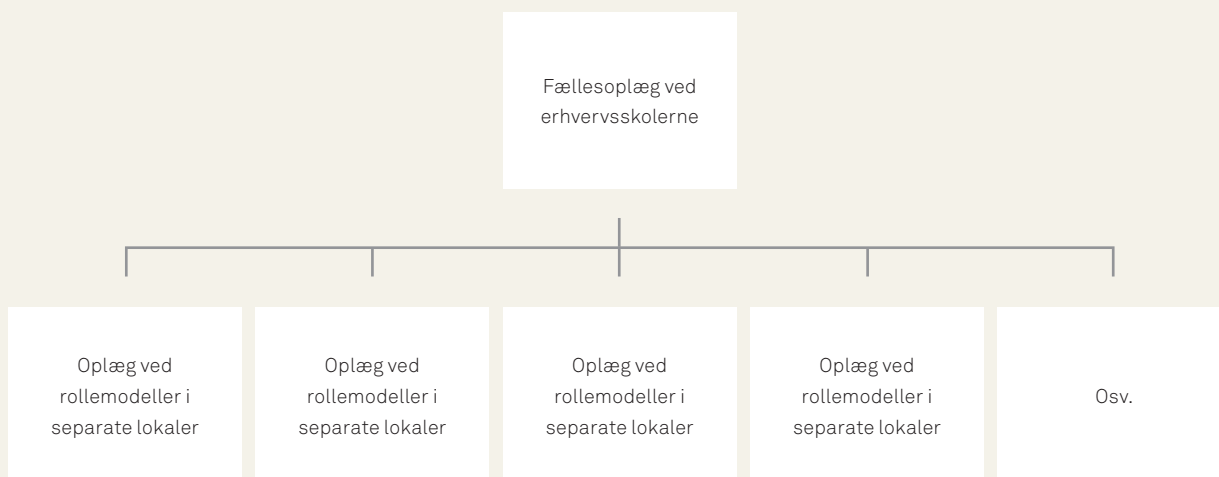 Fællesoplæg ved
erhvervsskolerne
Oplæg ved
rollemodeller i
separate lokaler
Oplæg ved
rollemodeller i
separate lokaler
Oplæg ved
rollemodeller i
separate lokaler
Oplæg ved
rollemodeller i
separate lokaler
Osv.